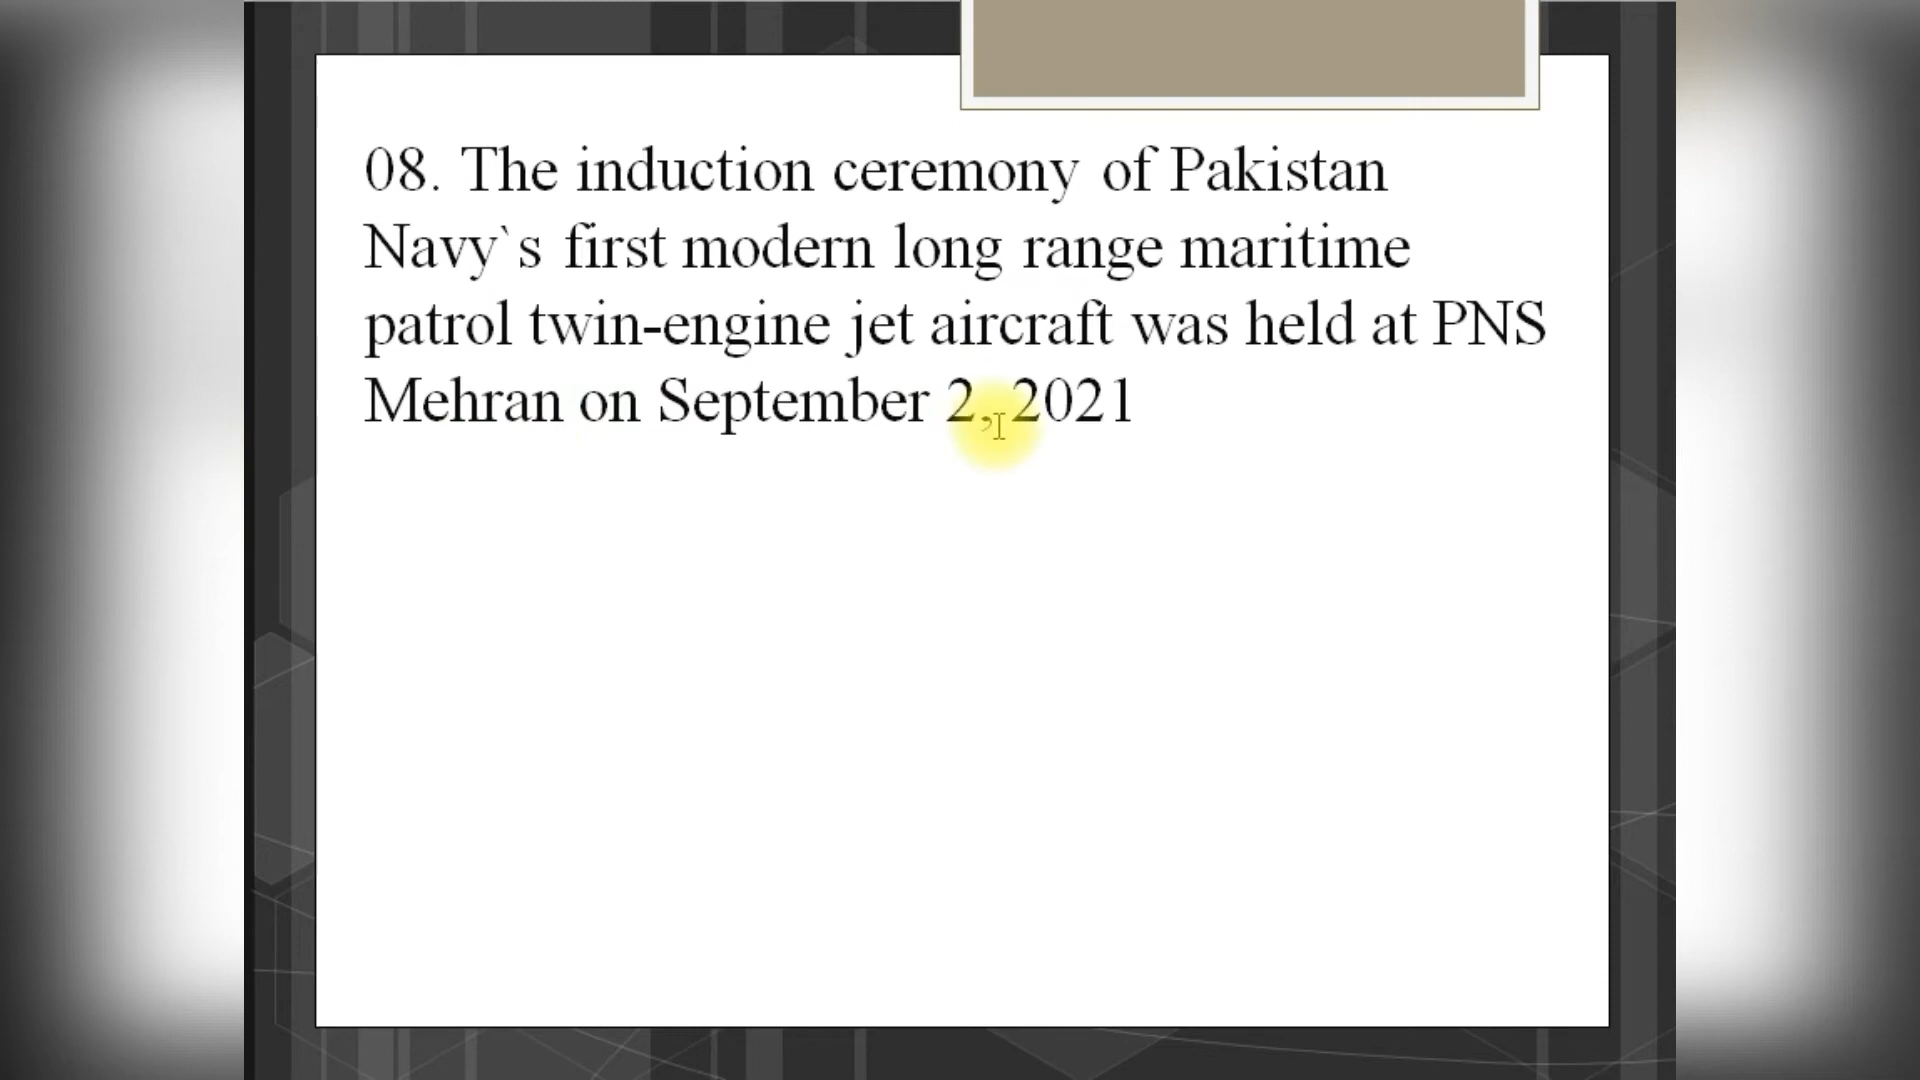 08. The induction ceremony of Pakistan
Navy`s first modern long range maritime
patrol twin-engine jet aircraft was held at PNS
Mehran on September 2, 2021